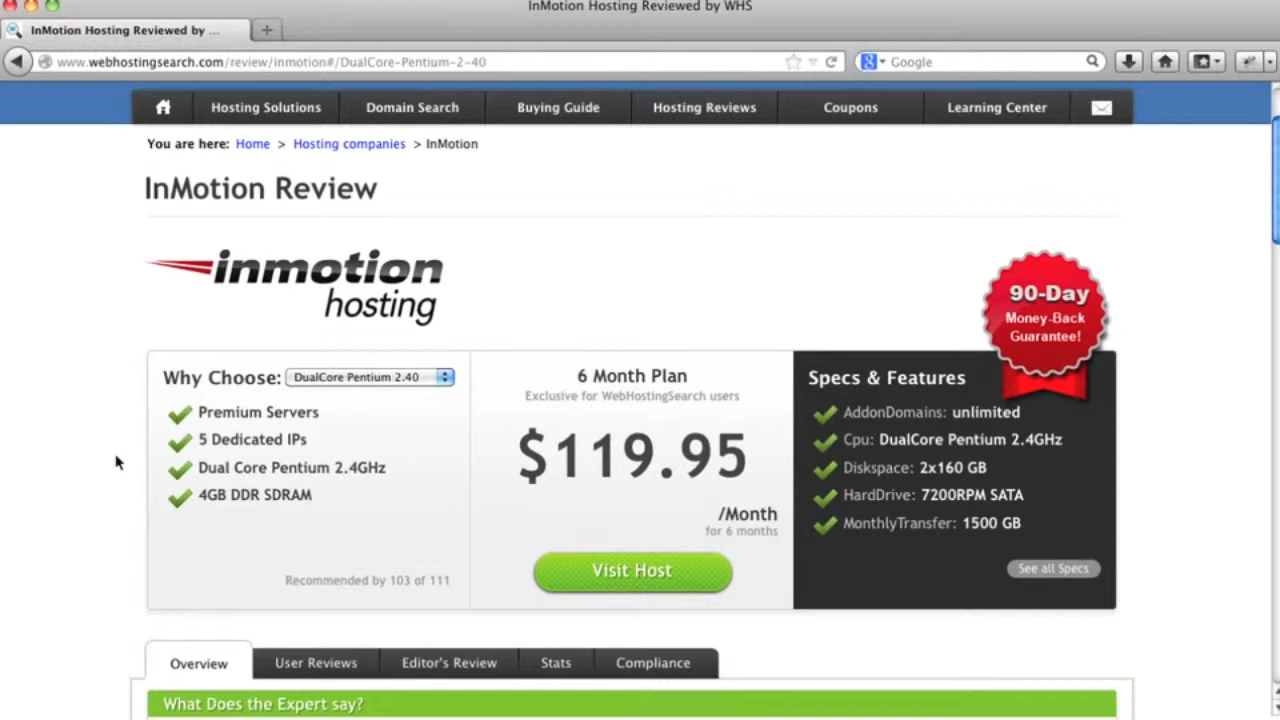 InMotion Hosting Reviewed by WHS
InMotion Hosting Reviewed by ...
www.webhostingsearch.com/review/inmotion#/DualCore-Pentium-2-40
Google
Hosting Solutions
Domain Search
Buying Guide
Hosting Reviews
Coupons
Learning Center
You are here: Home > Hosting companies > InMotion
InMotion Review
inmotion
hosting
90-Day
Money-Back
Guarantee!
Why Choose: DualCore Pentium 2.40
Premium Servers
5 Dedicated IPs
Dual Core Pentium 2.4GHz
4GB DDR SDRAM
Recommended by 103 of 111
6 Month Plan
Exclusive for WebHostingSearch users
$119.95
/Month
for 6 months
Visit Host
Specs & Features
AddonDomains: unlimited
Cpu: DualCore Pentium 2.4GHz
Diskspace: 2x160 GB
HardDrive: 7200RPM SATA
MonthlyTransfer: 1500 GB
See all Specs
Overview
User Reviews
Editor's Review
Stats
Compliance
What Does the Expert say?